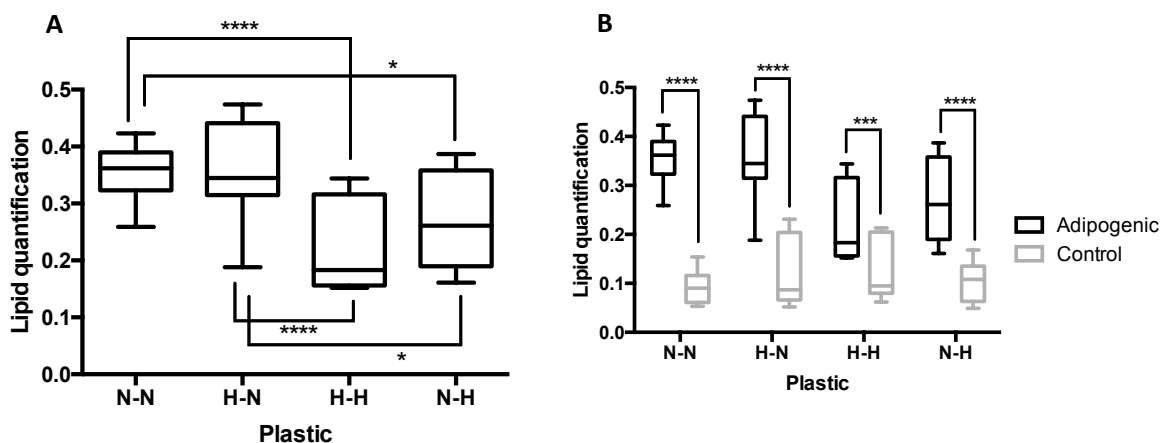 A
****
*
Lipid quantification
0.5
0.4
0.3
0.2
0.1
0.0
****
*
N-N H-N H-H N-H
Plastic
B
**** **** *** ****
Lipid quantification
0.5
0.4
0.3
0.2
0.1
0.0
N-N H-N H-H N-H
Plastic
Adipogenic
Control